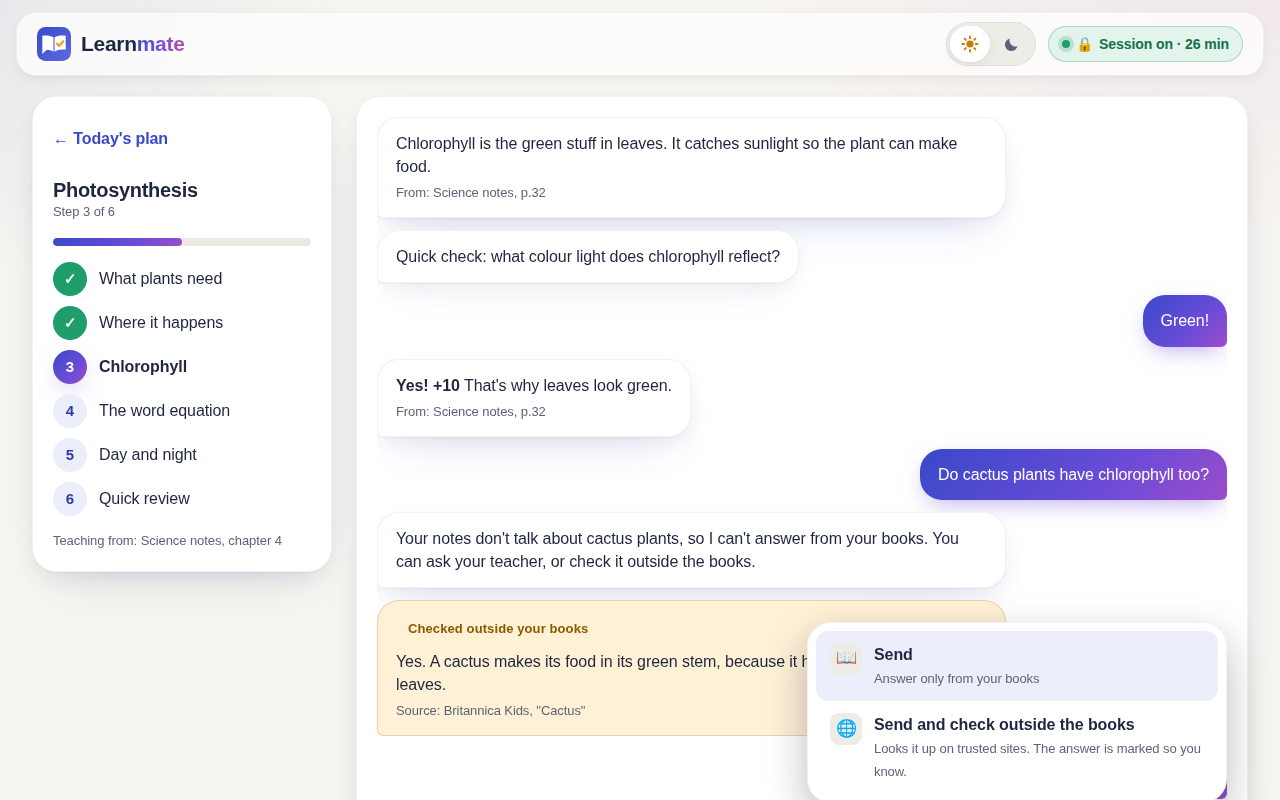 Learnmate
Session on · 26 min
← Today's plan
Photosynthesis
Step 3 of 6
✓ What plants need
✓ Where it happens
3 Chlorophyll
4 The word equation
5 Day and night
6 Quick review
Teaching from: Science notes, chapter 4
Chlorophyll is the green stuff in leaves. It catches sunlight so the plant can make
food.
From: Science notes, p.32
Quick check: what colour light does chlorophyll reflect?
Green!
Yes! +10 That's why leaves look green.
From: Science notes, p.32
Do cactus plants have chlorophyll too?
Your notes don't talk about cactus plants, so I can't answer from your books. You
can ask your teacher, or check it outside the books.
Checked outside your books
Yes. A cactus makes its food in its green stem, because it
leaves.
Source: Britannica Kids, "Cactus"
Send
Answer only from your books
Send and check outside the books
Looks it up on trusted sites. The answer is marked so you
know.